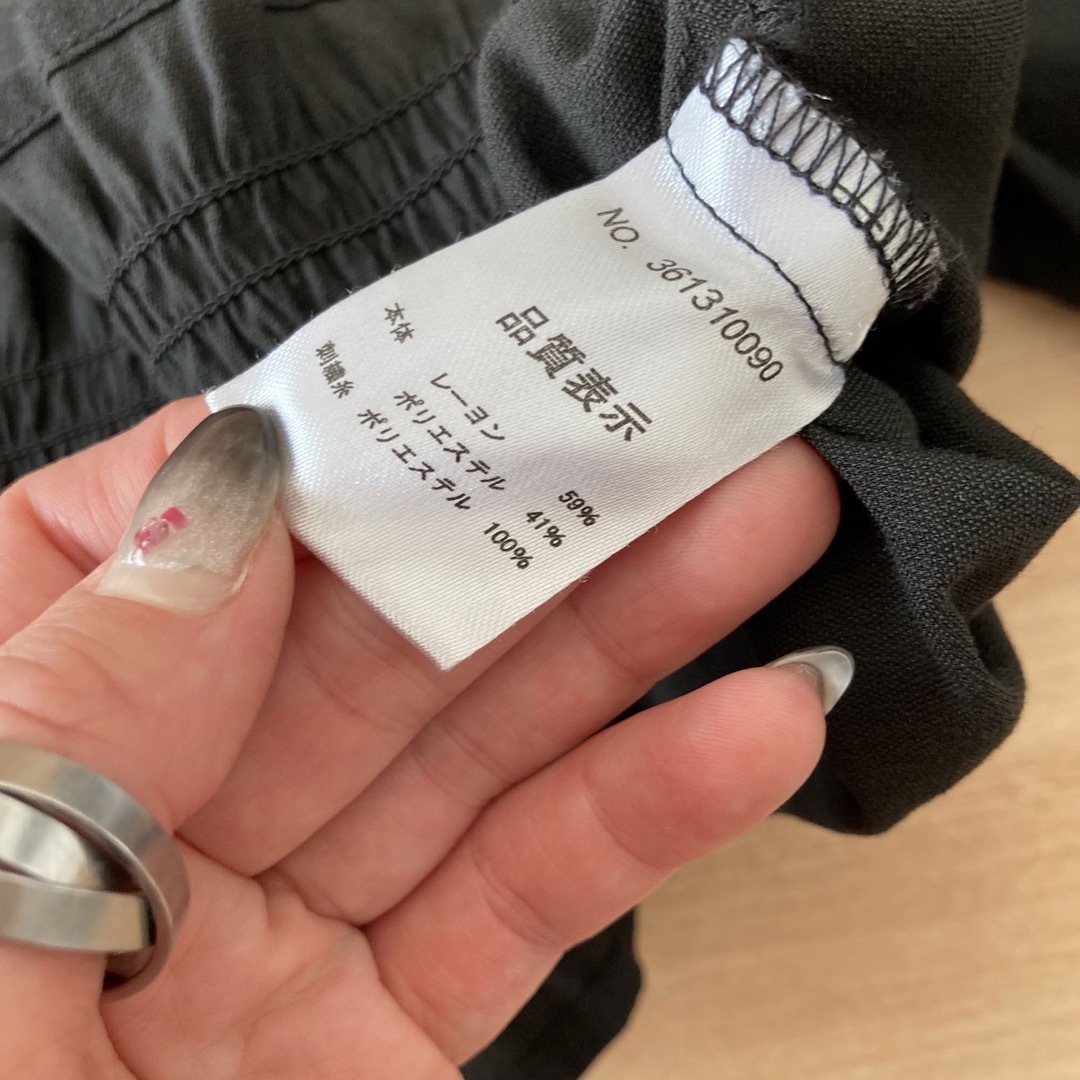 NO. 361310090
品質表示
本体 レーヨン 59%
ポリエステル 41%
刺繍糸 ポリエステル 100%